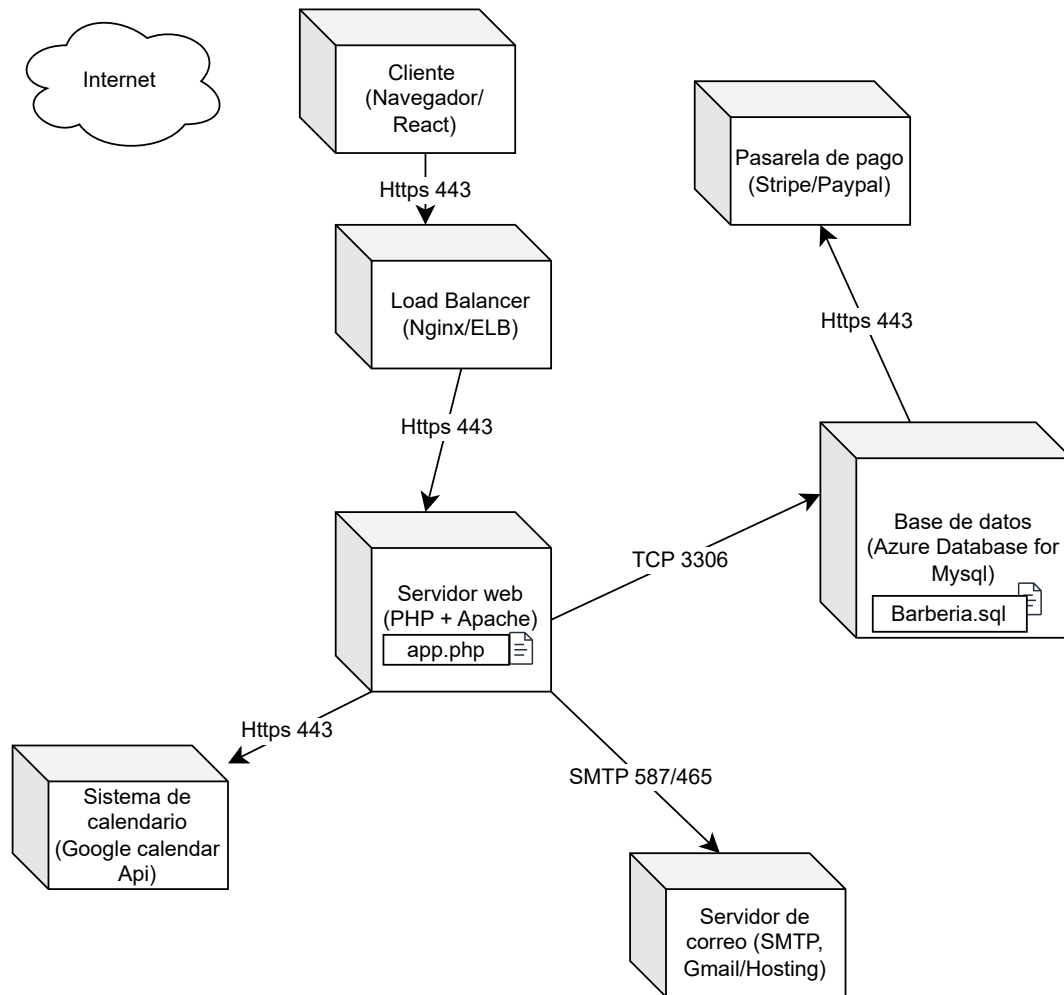 Internet
Cliente
(Navegador/
React)
Https 443
Load Balancer
(Nginx/ELB)
Https 443
Pasarela de pago
(Stripe/Paypal)
Https 443
Base de datos
(Azure Database for
Mysql)
Barberia.sql
TCP 3306
Servidor web
(PHP + Apache)
app.php
Https 443
Sistema de
calendario
(Google calendar
Api)
SMTP 587/465
Servidor de
correo (SMTP,
Gmail/Hosting)